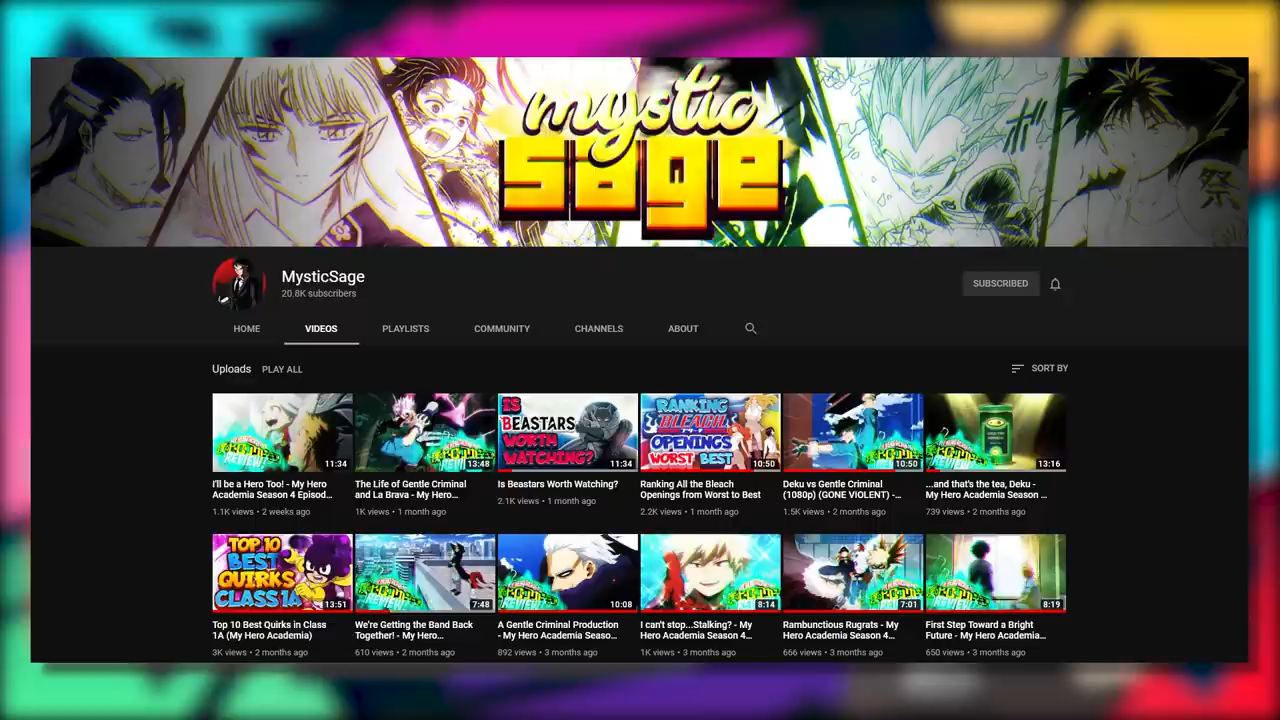 mystic
sage
祭
MysticSage
20.8K subscribers
SUBSCRIBED
HOME
VIDEOS
PLAYLISTS
COMMUNITY
CHANNELS
ABOUT
Uploads
PLAY ALL
SORT BY
REVIEW!
11:34
13:48
IS
BEASTARS
WORTH
WATCHING?
11:34
RANKING
BLEACH
OPENINGS
WORST BEST
10:50
10:50
13:16
I'll be a Hero Too! - My Hero
Academia Season 4 Episod...
1.1K views • 2 weeks ago
The Life of Gentle Criminal
and La Brava - My Hero...
1K views • 1 month ago
Is Beastars Worth Watching?
2.1K views • 1 month ago
Ranking All the Bleach
Openings from Worst to Best
2.2K views • 1 month ago
Deku vs Gentle Criminal
(1080p) (GONE VIOLENT) -...
1.5K views • 2 months ago
...and that's the tea, Deku -
My Hero Academia Season ...
739 views • 2 months ago
TOP 10
BEST
QUIRKS
CLASS 1A
13:51
7:48
10:08
8:14
7:01
8:19
Top 10 Best Quirks in Class
1A (My Hero Academia)
3K views • 2 months ago
We're Getting the Band Back
Together! - My Hero...
610 views • 2 months ago
A Gentle Criminal Production
- My Hero Academia Seaso...
892 views • 3 months ago
I can't stop...Stalking? - My
Hero Academia Season 4...
1K views • 3 months ago
Rambunctious Rugrats - My
Hero Academia Season 4...
666 views • 3 months ago
First Step Toward a Bright
Future - My Hero Academia...
650 views • 3 months ago